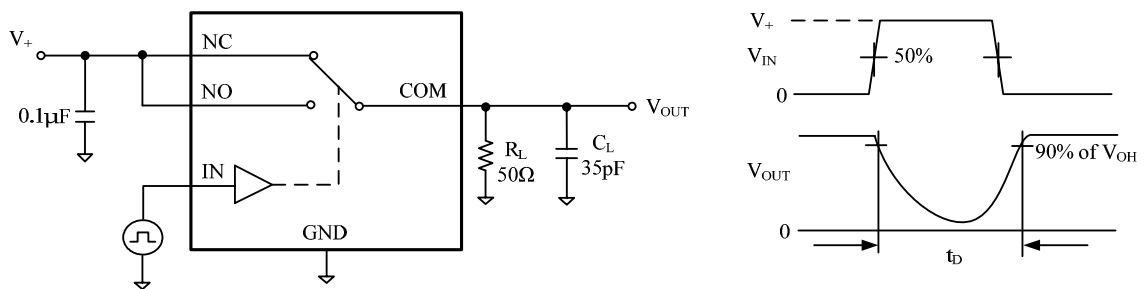 V+
NC
NO
COM
0.1µF
IN
GND
RL
50Ω
CL
35pF
VOUT
V+
VIN
50%
0
VOUT
90% of VOH
0
tD